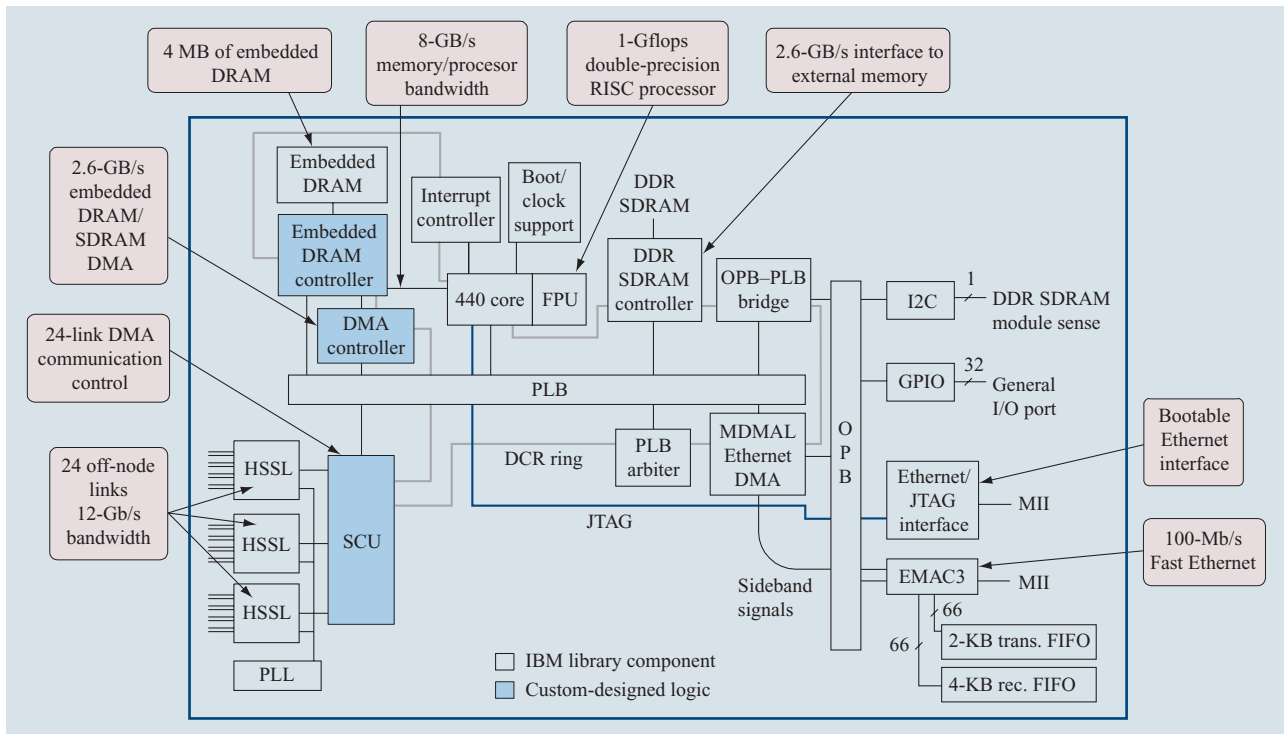 4 MB of embedded
DRAM
8-GB/s
memory/procesor
bandwidth
1-Gflops
double-precision
RISC processor
2.6-GB/s interface to
external memory
2.6-GB/s
embedded
DRAM/
SDRAM
DMA
Embedded
DRAM
Interrupt
controller
Boot/
clock
support
DDR
SDRAM
Embedded
DRAM
controller
440 core
FPU
DDR
SDRAM
controller
OPB–PLB
bridge
I2C
1
DDR SDRAM
module sense
24-link DMA
communication
control
DMA
controller
PLB
GPIO
32
General
I/O port
OPB
HSSL
HSSL
HSSL
SCU
DCR ring
PLB
arbiter
MDMAL
Ethernet
DMA
Ethernet/
JTAG
interface
MII
Bootable
Ethernet
interface
24 off-node
links
12-Gb/s
bandwidth
JTAG
Sideband
signals
EMAC3
MII
100-Mb/s
Fast Ethernet
66
66
2-KB trans. FIFO
4-KB rec. FIFO
PLL
IBM library component
Custom-designed logic